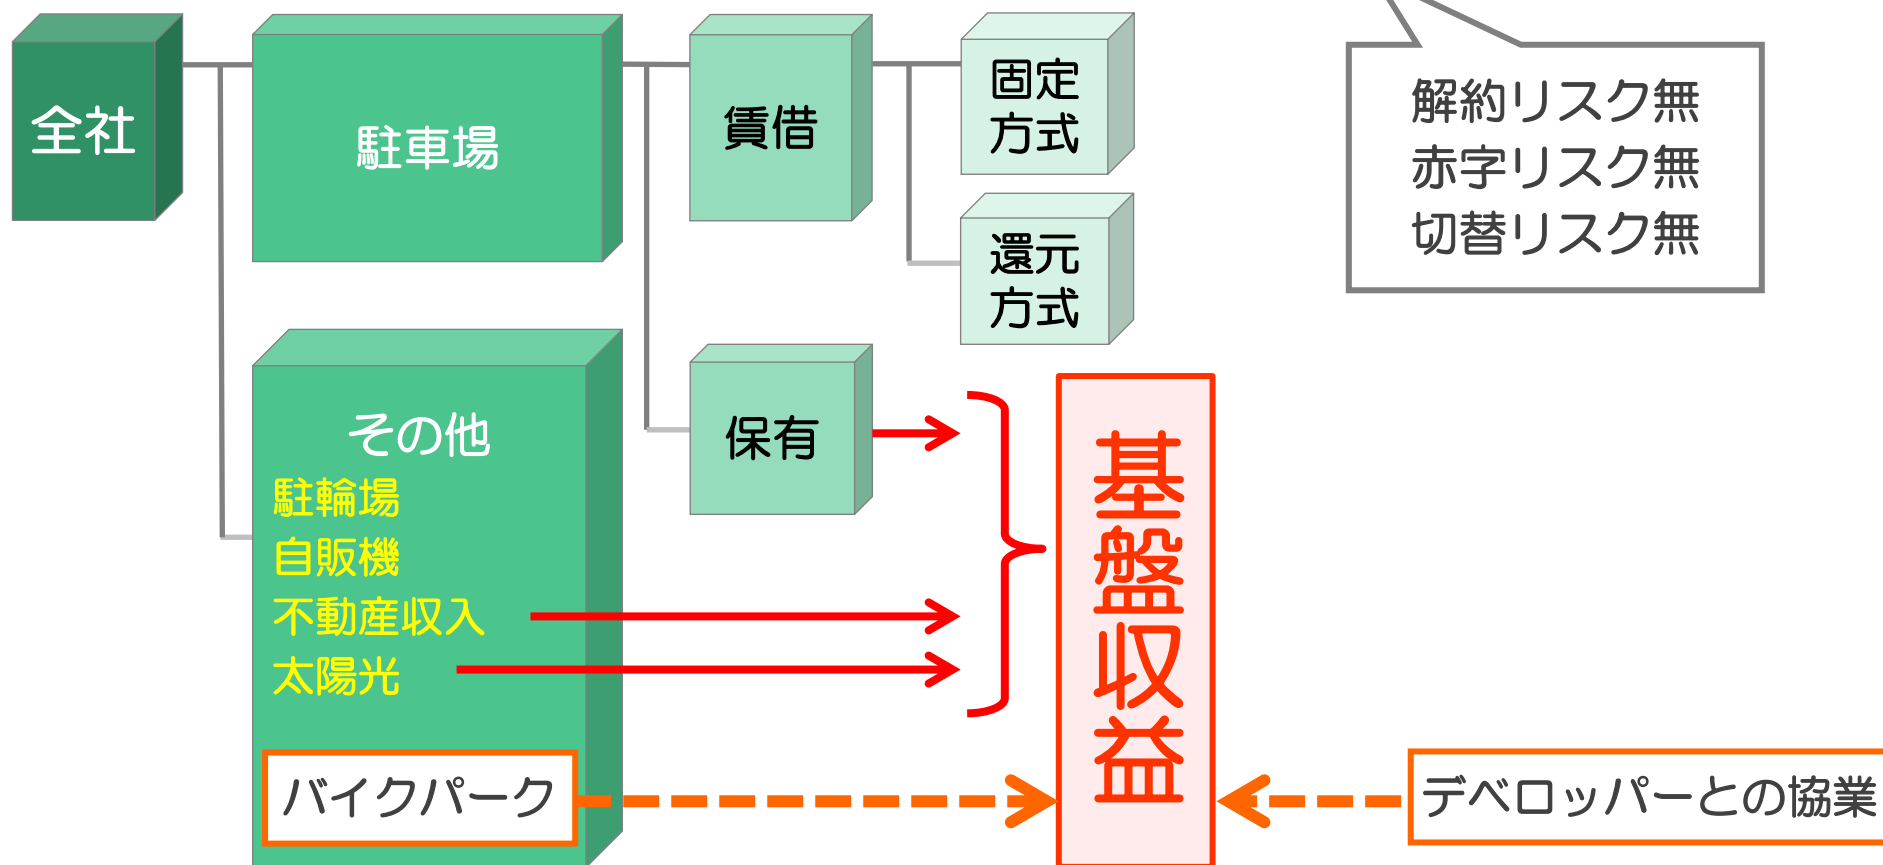 全社
駐車場
賃借
固定
方式
還元
方式
解約リスク無
赤字リスク無
切替リスク無
保有
その他
駐輪場
自販機
不動産収入
太陽光
バイクパーク
基盤収益
デベロッパーとの協業